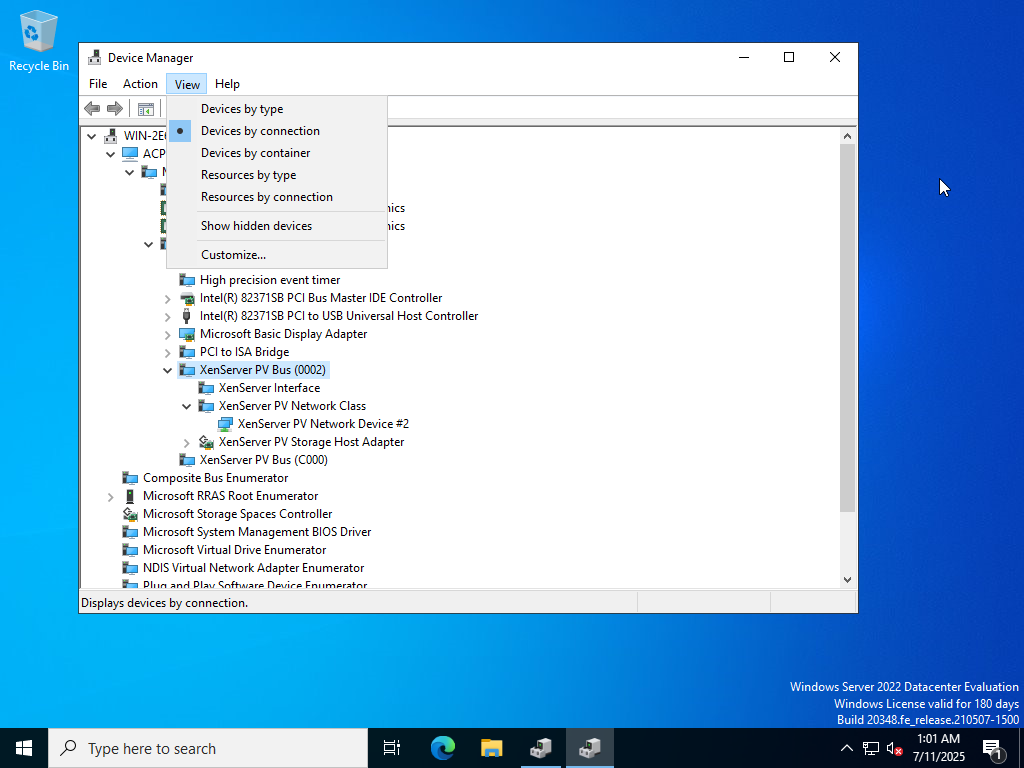 Recycle Bin
Device Manager
File Action View Help
Devices by type
Devices by connection
Devices by container
Resources by type
Resources by connection
Show hidden devices
Customize...
High precision event timer
Intel(R) 82371SB PCI Bus Master IDE Controller
Intel(R) 82371SB PCI to USB Universal Host Controller
Microsoft Basic Display Adapter
PCI to ISA Bridge
XenServer PV Bus (0002)
XenServer Interface
XenServer PV Network Class
XenServer PV Network Device #2
XenServer PV Storage Host Adapter
XenServer PV Bus (C000)
Composite Bus Enumerator
Microsoft RRAS Root Enumerator
Microsoft Storage Spaces Controller
Microsoft System Management BIOS Driver
Microsoft Virtual Drive Enumerator
NDIS Virtual Network Adapter Enumerator
Plug and Play Software Device Enumerator
Displays devices by connection.
Windows Server 2022 Datacenter Evaluation
Windows License valid for 180 days
Build 20348.fe_release.210507-1500
Type here to search
1:01 AM
7/11/2025
1